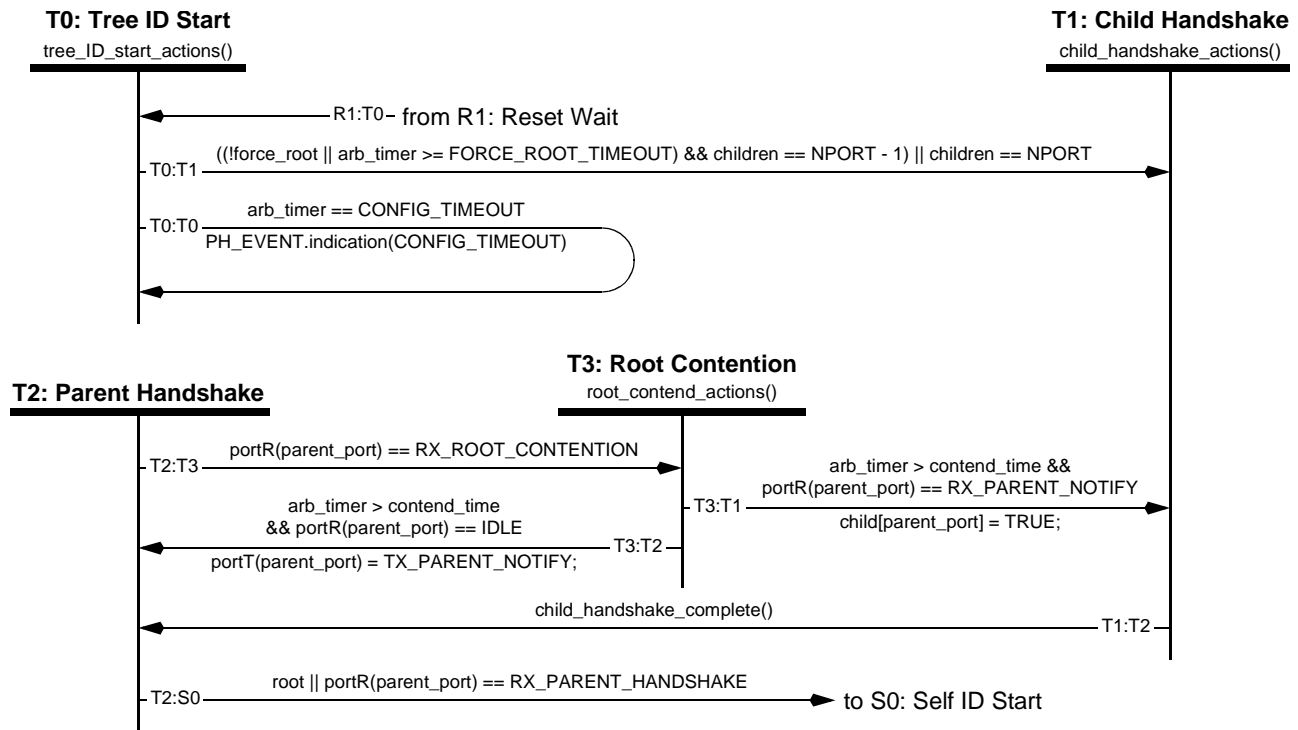 T0: Tree ID Start
tree_ID_start_actions()
T1: Child Handshake
child_handshake_actions()
R1:T0
from R1: Reset Wait
((!force_root || arb_timer >= FORCE_ROOT_TIMEOUT) && children == NPORT - 1) || children == NPORT
T0:T1
arb_timer == CONFIG_TIMEOUT
T0:T0
PH_EVENT.indication(CONFIG_TIMEOUT)
T3: Root Contention
root_contend_actions()
T2: Parent Handshake
portR(parent_port) == RX_ROOT_CONTENTION
T2:T3
arb_timer > contend_time &&
portR(parent_port) == RX_PARENT_NOTIFY
T3:T1
child[parent_port] = TRUE;
arb_timer > contend_time
&& portR(parent_port) == IDLE
T3:T2
portT(parent_port) = TX_PARENT_NOTIFY;
child_handshake_complete()
T1:T2
root || portR(parent_port) == RX_PARENT_HANDSHAKE
T2:S0
to S0: Self ID Start